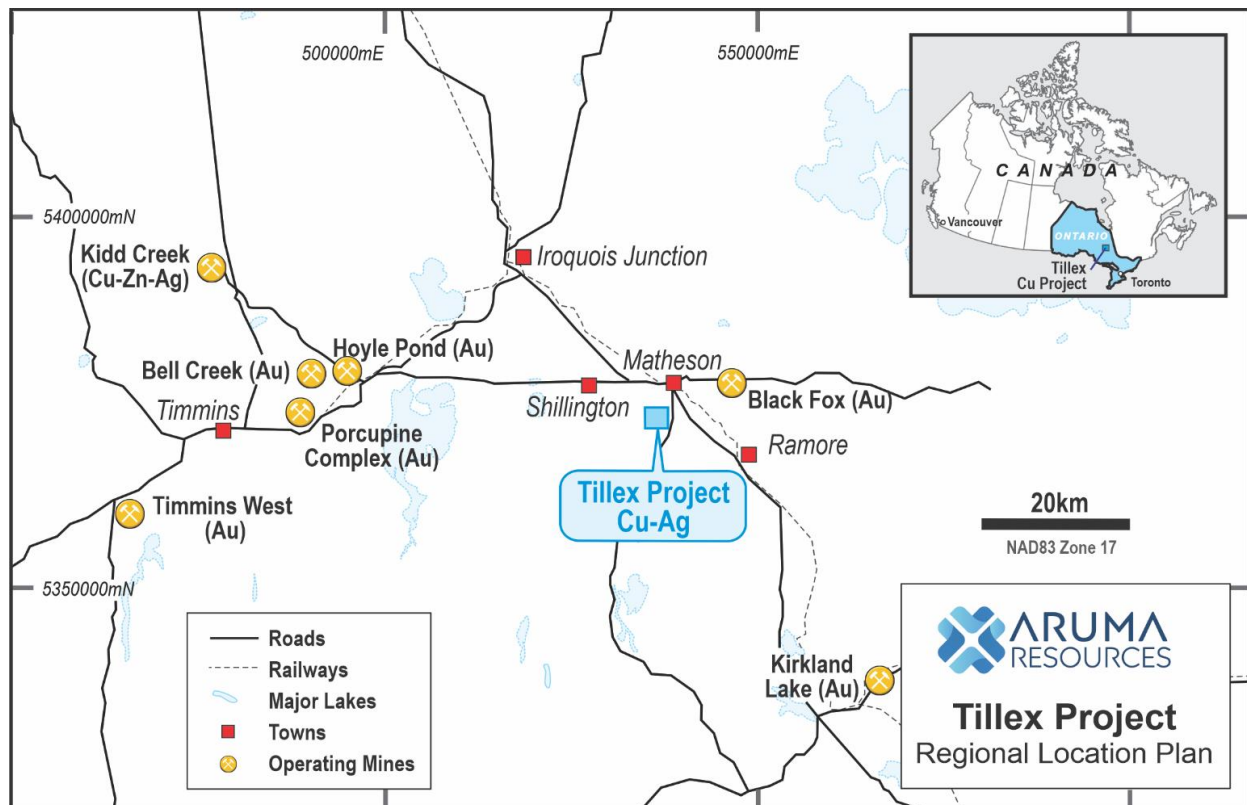 500000mE
550000mE
5400000mN
5350000mN
Kidd Creek
(Cu-Zn-Ag)
Iroquois Junction
Hoyle Pond (Au)
Bell Creek (Au)
Timmins
Porcupine
Complex (Au)
Matheson
Shillington
Black Fox (Au)
Ramore
Tillex Project
Cu-Ag
Timmins West
(Au)
Kirkland
Lake (Au)
CANADA
Vancouver
ONTARIO
Tillex
Cu Project
Toronto
20km
NAD83 Zone 17
Roads
Railways
Major Lakes
Towns
Operating Mines
ARUMA
RESOURCES
Tillex Project
Regional Location Plan